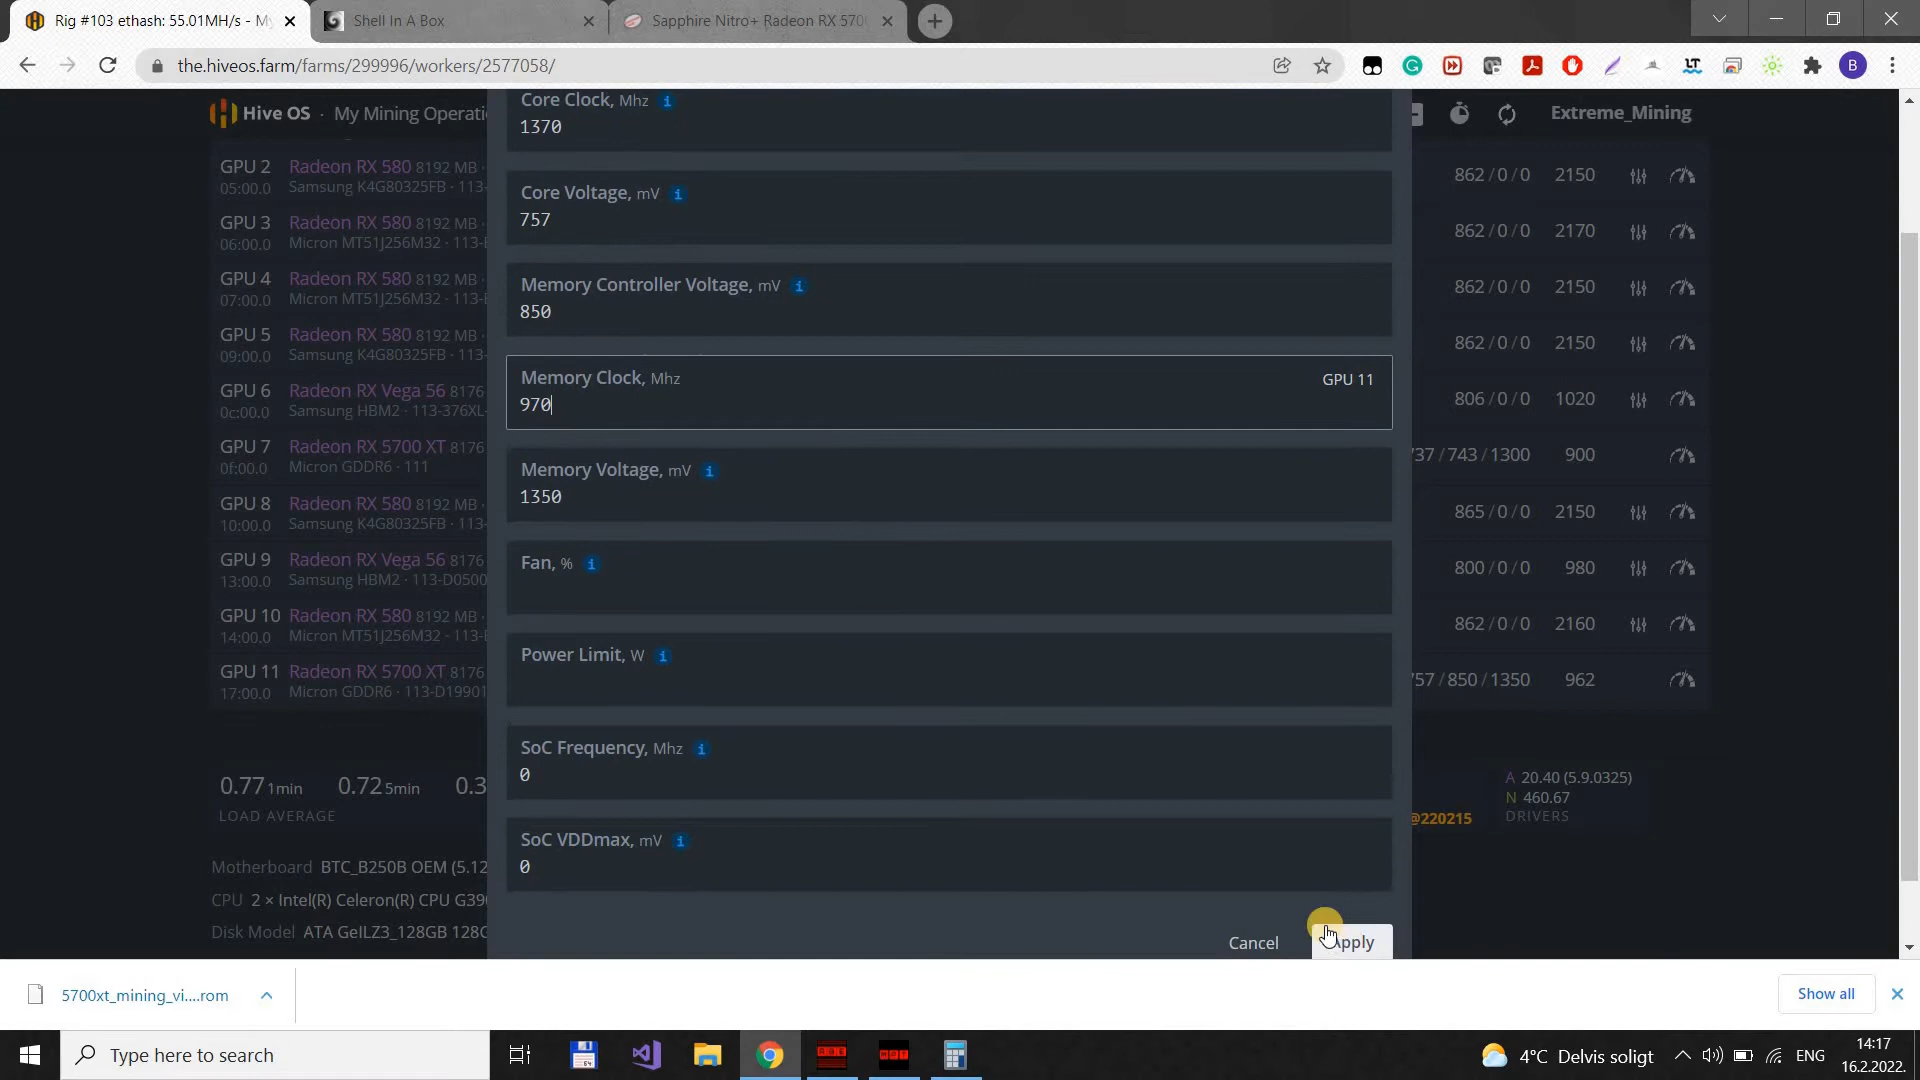 Rig #103 ethash: 55.01MH/s - My
Shell In A Box
Sapphire Nitro+ Radeon RX 5700
the.hiveos.farm/farms/299996/workers/2577058/
B
Hive OS · My Mining Operati
Extreme_Mining
Core Clock, Mhz
1370
Core Voltage, mV
757
Memory Controller Voltage, mV
850
Memory Clock, Mhz
GPU 11
970
Memory Voltage, mV
1350
Fan, %
Power Limit, W
SoC Frequency, Mhz
0
SoC VDDmax, mV
0
Cancel
Apply
GPU 2 Radeon RX 580 8192 MB · 862 / 0 / 0 2150
05:00.0 Samsung K4G80325FB · 113-
GPU 3 Radeon RX 580 8192 MB · 862 / 0 / 0 2170
06:00.0 Micron MT51J256M32 · 113-
GPU 4 Radeon RX 580 8192 MB · 862 / 0 / 0 2150
07:00.0 Micron MT51J256M32 · 113-
GPU 5 Radeon RX 580 8192 MB · 862 / 0 / 0 2150
09:00.0 Samsung K4G80325FB · 113-
GPU 6 Radeon RX Vega 56 8176 806 / 0 / 0 1020
0c:00.0 Samsung HBM2 · 113-376XL-
GPU 7 Radeon RX 5700 XT 8176 737 / 743 / 1300 900
0f:00.0 Micron GDDR6 · 111
GPU 8 Radeon RX 580 8192 MB · 865 / 0 / 0 2150
10:00.0 Samsung K4G80325FB · 113-
GPU 9 Radeon RX Vega 56 8176 800 / 0 / 0 980
13:00.0 Samsung HBM2 · 113-D0500
GPU 10 Radeon RX 580 8192 MB · 862 / 0 / 0 2160
14:00.0 Micron MT51J256M32 · 113-
GPU 11 Radeon RX 5700 XT 8176 757 / 850 / 1350 962
17:00.0 Micron GDDR6 · 113-D19901
0.77 1min 0.72 5min 0.3
LOAD AVERAGE
@220215
A 20.40 (5.9.0325)
N 460.67
DRIVERS
Motherboard BTC_B250B OEM (5.12
CPU 2 × Intel(R) Celeron(R) CPU G39
Disk Model ATA GeILZ3_128GB 128G
5700xt_mining_vi....rom
Show all
Type here to search
4°C Delvis soligt
ENG
14:17
16.2.2022.